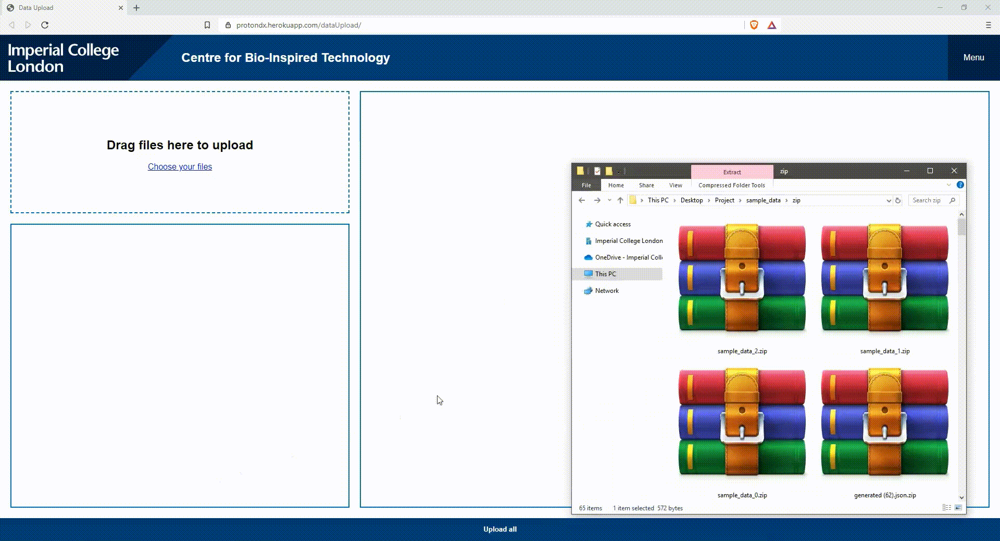 Data Upload
protondx.herokuapp.com/dataUpload/
Imperial College
London
Centre for Bio-Inspired Technology
Menu
Drag files here to upload
Choose your files
Extract
zip
File
Home
Share
View
Compressed Folder Tools
?
This PC
Desktop
Project
sample_data
zip
Search zip
Quick access
Imperial College London
OneDrive - Imperial Colle
This PC
Network
sample_data_2.zip
sample_data_1.zip
sample_data_0.zip
generated (62).json.zip
65 items
1 item selected 572 bytes
Upload all